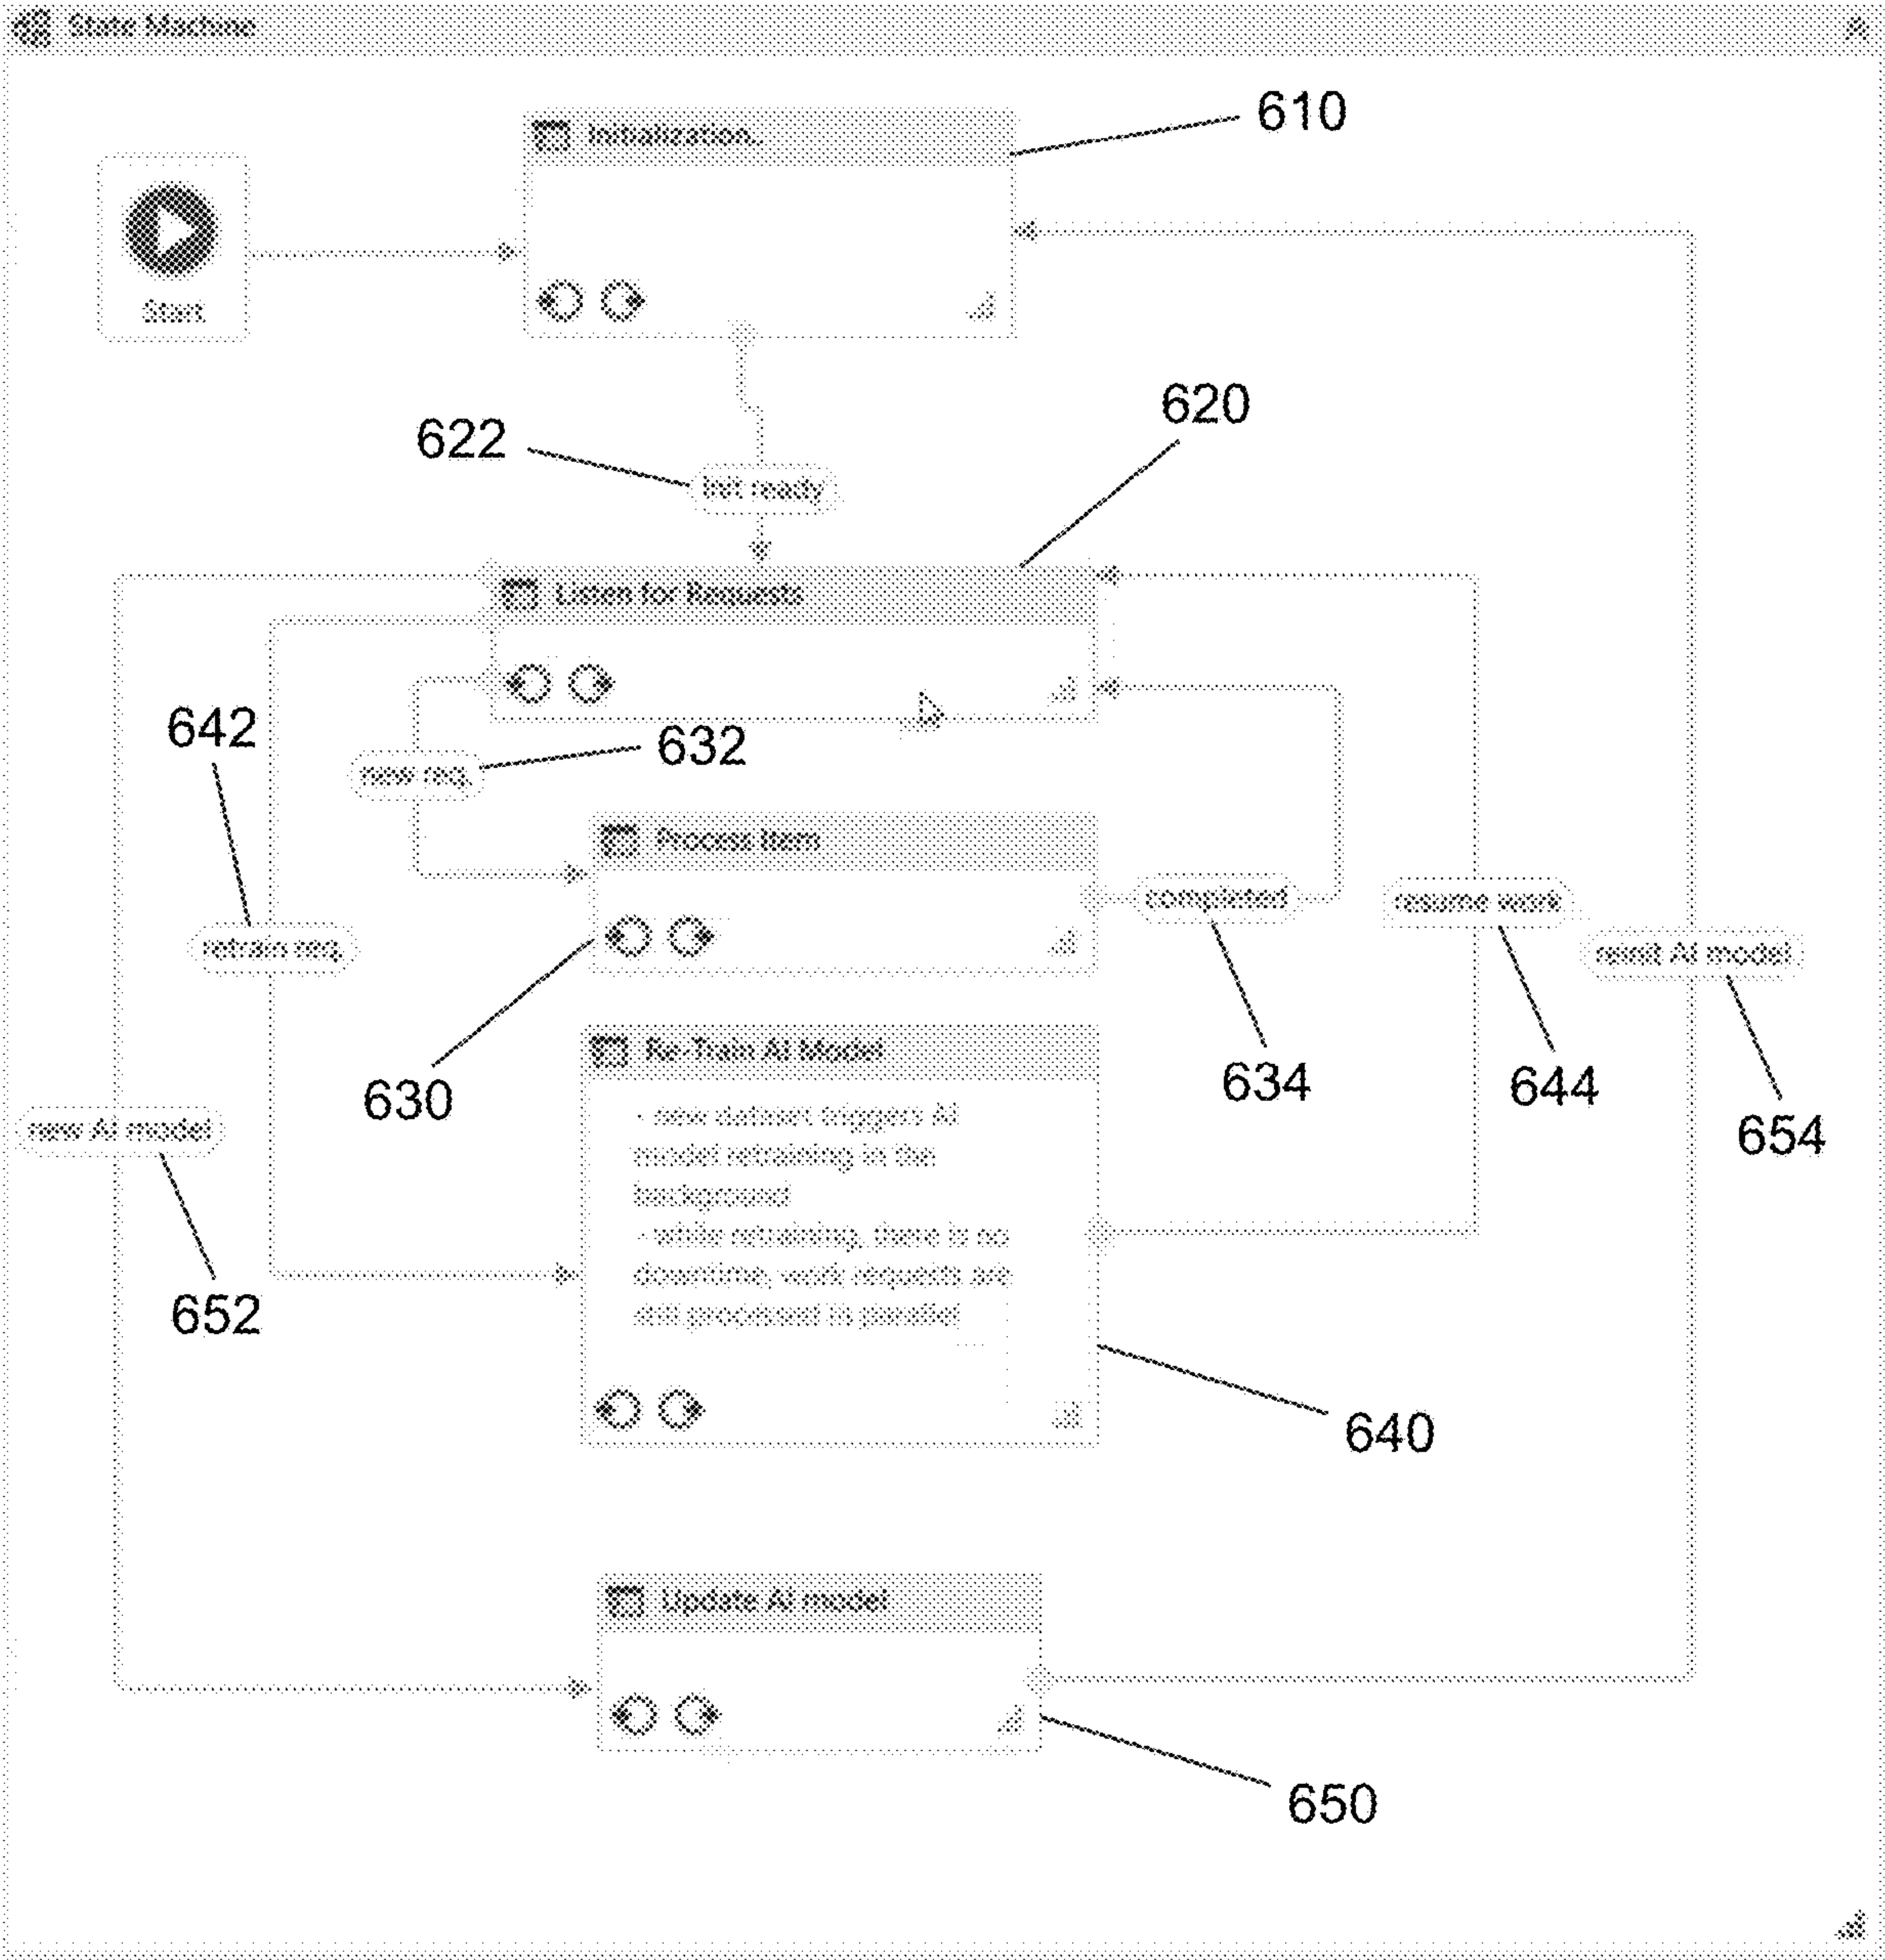 State Machine
Initialization..
610
Start
620
622
init ready
Listen for Requests
642
632
new req.
Process Item
completed
resume work
retrain req.
reinit AI model
Re-Train AI Model
634
644
630
654
new AI model
- new dataset triggers AI
model retraining in the
background
- while retraining, there is no
downtime, work requests are
still processed in parallel
652
640
Update AI model
650